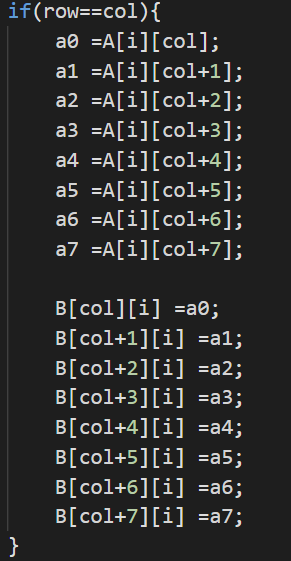 if(row==col){
a0 =A[i][col];
a1 =A[i][col+1];
a2 =A[i][col+2];
a3 =A[i][col+3];
a4 =A[i][col+4];
a5 =A[i][col+5];
a6 =A[i][col+6];
a7 =A[i][col+7];
B[col][i] =a0;
B[col+1][i] =a1;
B[col+2][i] =a2;
B[col+3][i] =a3;
B[col+4][i] =a4;
B[col+5][i] =a5;
B[col+6][i] =a6;
B[col+7][i] =a7;
}